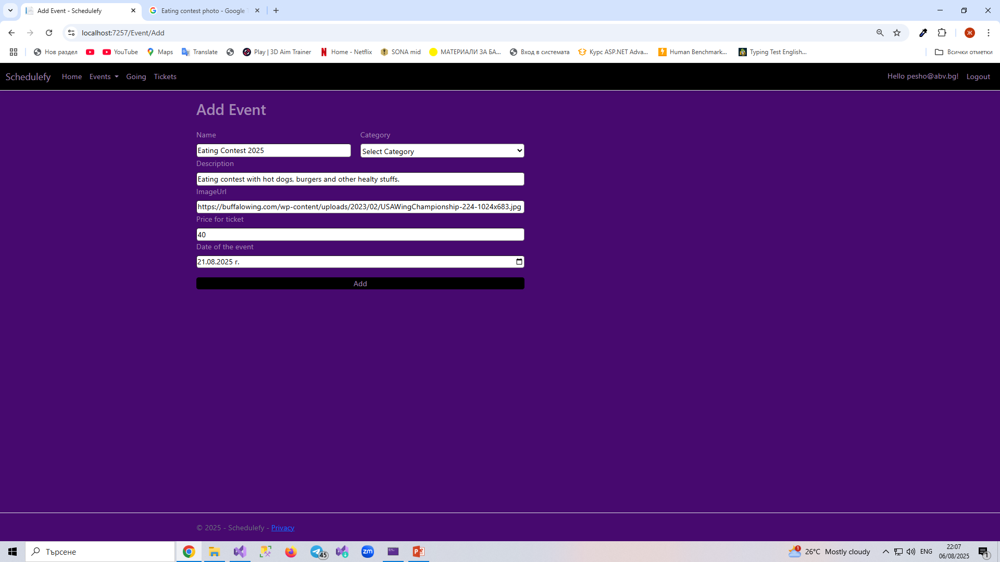 Add Event - Schedulefy
Eating contest photo - Google
localhost:7257/Event/Add
Ж
Нов раздел
YouTube
Maps
Translate
Play | 3D Aim Trainer
Home - Netflix
SONA mid
МАТЕРИАЛИ ЗА БА...
Вход в системата
Курс ASP.NET Adva...
Human Benchmark...
Typing Test English...
Всички отметки
Schedulefy
Home
Events
Going
Tickets
Hello pesho@abv.bg!
Logout
Add Event
Name
Category
Eating Contest 2025
Select Category
Description
Eating contest with hot dogs, burgers and other healty stuffs.
ImageUrl
https://buffalowing.com/wp-content/uploads/2023/02/USAWingChampionship-224-1024x683.jpg
Price for ticket
40
Date of the event
21.08.2025 г.
Add
© 2025 - Schedulefy - Privacy
Търсене
45
zm
1
26°C Mostly cloudy
ENG
22:07
06/08/2025
1